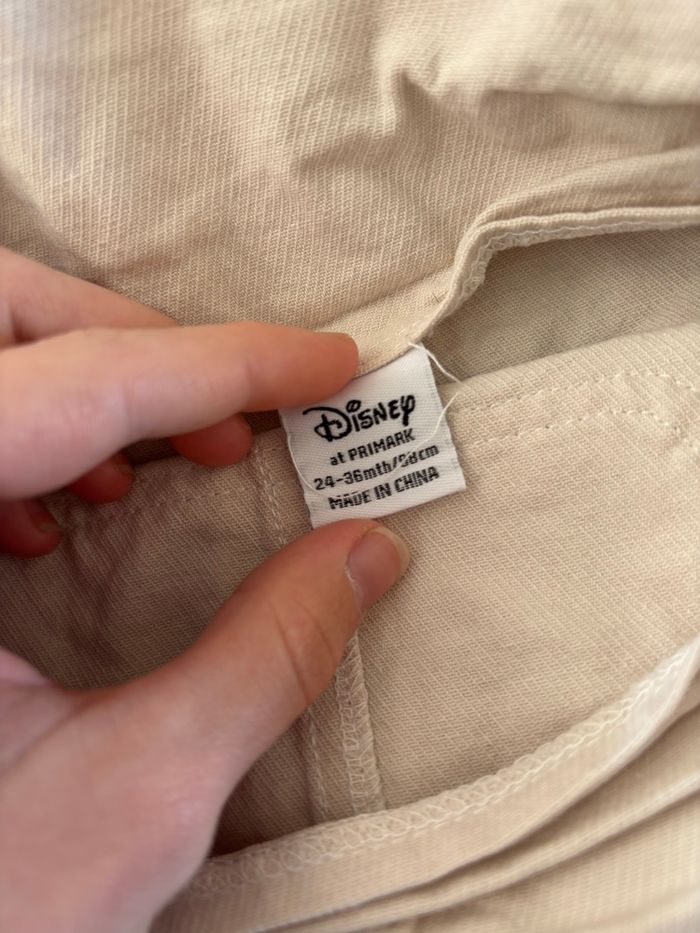 Disney
at PRIMARK
24-36mth/98cm
MADE IN CHINA